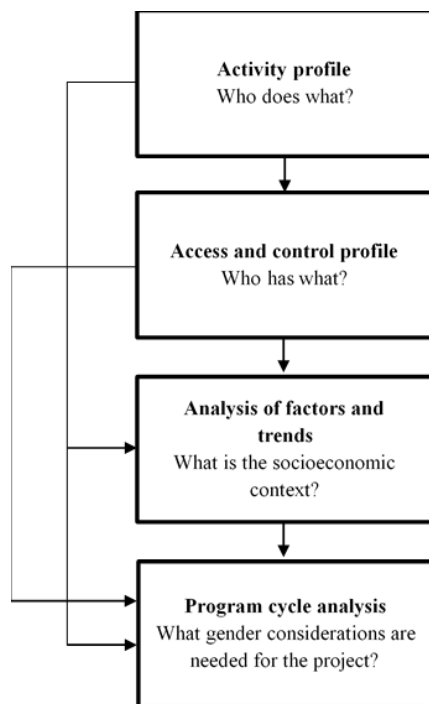 Activity profile
Who does what?
Access and control profile
Who has what?
Analysis of factors and
trends
What is the socioeconomic
context?
Program cycle analysis
What gender considerations are
needed for the project?